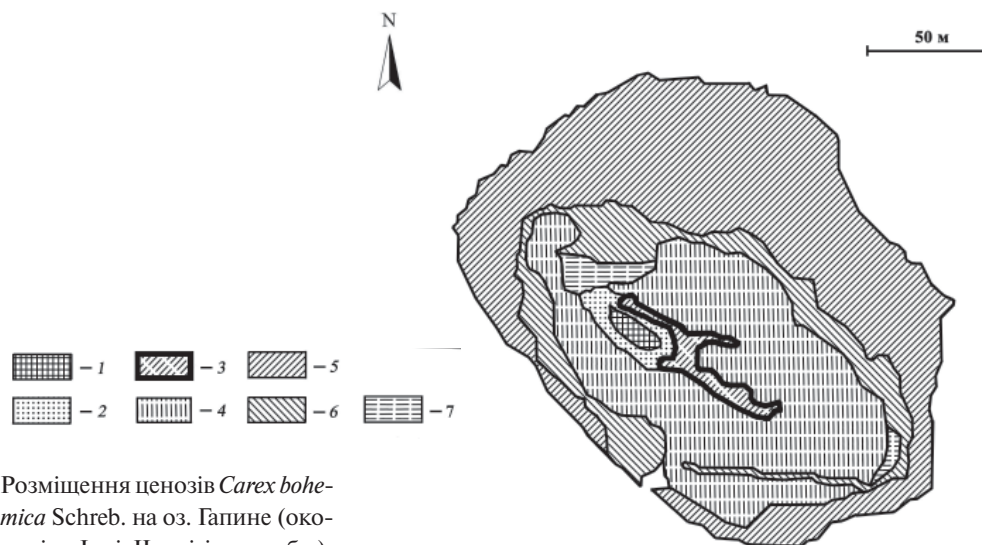 N
50 м
– 1 – 3 – 5
– 2 – 4 – 6 – 7
Розміщення ценозів Carex bohe-
mica Schreb. на оз. Гапине (око-